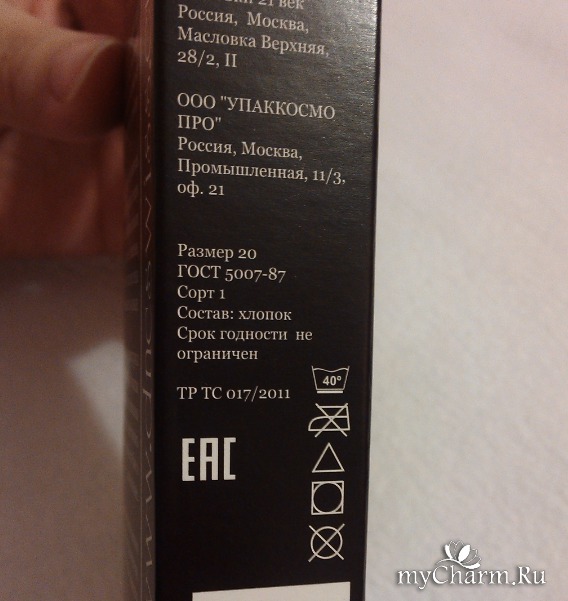 21 век
Россия, Москва,
Масловка Верхняя,
28/2, II
ООО "УПАККОСМО
ПРО"
Россия, Москва,
Промышленная, 11/3,
оф. 21
Размер 20
ГОСТ 5007-87
Сорт 1
Состав: хлопок
Срок годности не
ограничен
ТР ТС 017/2011
40°
EAC
myCharm.Ru